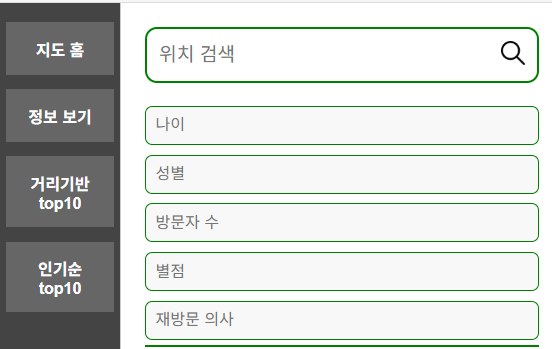 지도 홈
정보 보기
거리기반
top10
인기순
top10
위치 검색
나이
성별
방문자 수
별점
재방문 의사